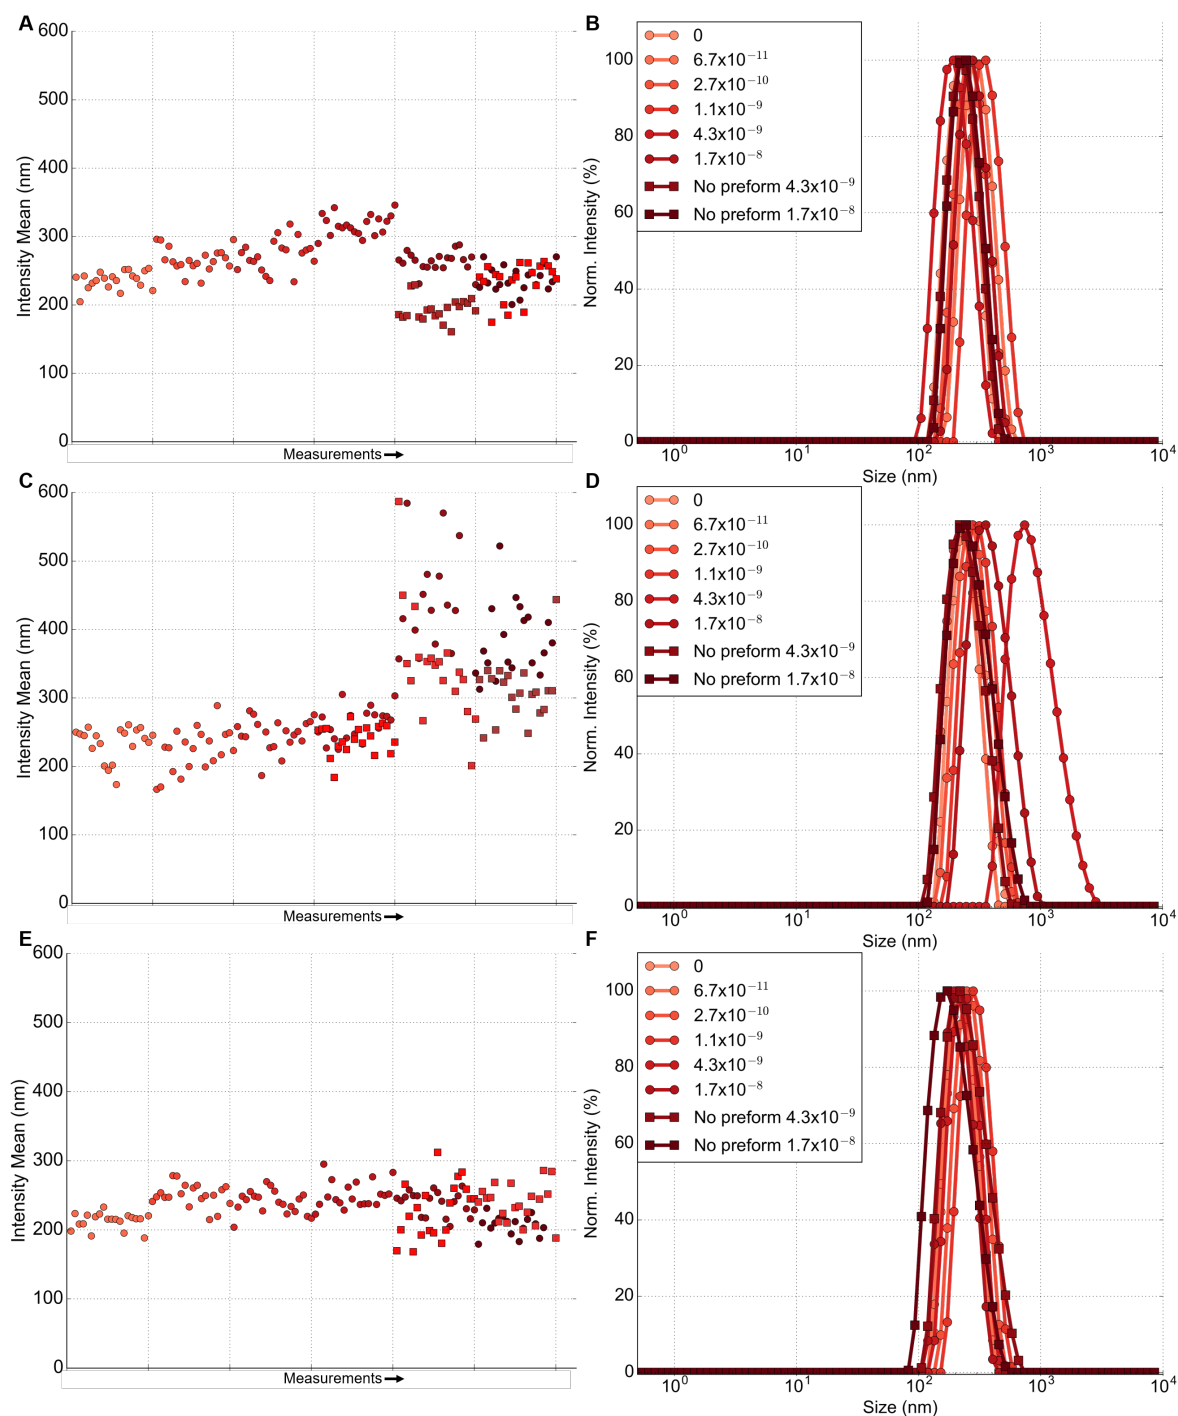 A
600
500
400
300
200
100
0
Intensity Mean (nm)
Measurements
B
100
80
60
40
20
0
Norm. Intensity (%)
0
6.7x10⁻¹¹
2.7x10⁻¹⁰
1.1x10⁻⁹
4.3x10⁻⁹
1.7x10⁻⁸
No preform 4.3x10⁻⁹
No preform 1.7x10⁻⁸
10⁰ 10¹ 10² 10³ 10⁴
Size (nm)
C
600
500
400
300
200
100
0
Intensity Mean (nm)
Measurements
D
100
80
60
40
20
0
Norm. Intensity (%)
0
6.7x10⁻¹¹
2.7x10⁻¹⁰
1.1x10⁻⁹
4.3x10⁻⁹
1.7x10⁻⁸
No preform 4.3x10⁻⁹
No preform 1.7x10⁻⁸
10⁰ 10¹ 10² 10³ 10⁴
Size (nm)
E
600
500
400
300
200
100
0
Intensity Mean (nm)
Measurements
F
100
80
60
40
20
0
Norm. Intensity (%)
0
6.7x10⁻¹¹
2.7x10⁻¹⁰
1.1x10⁻⁹
4.3x10⁻⁹
1.7x10⁻⁸
No preform 4.3x10⁻⁹
No preform 1.7x10⁻⁸
10⁰ 10¹ 10² 10³ 10⁴
Size (nm)